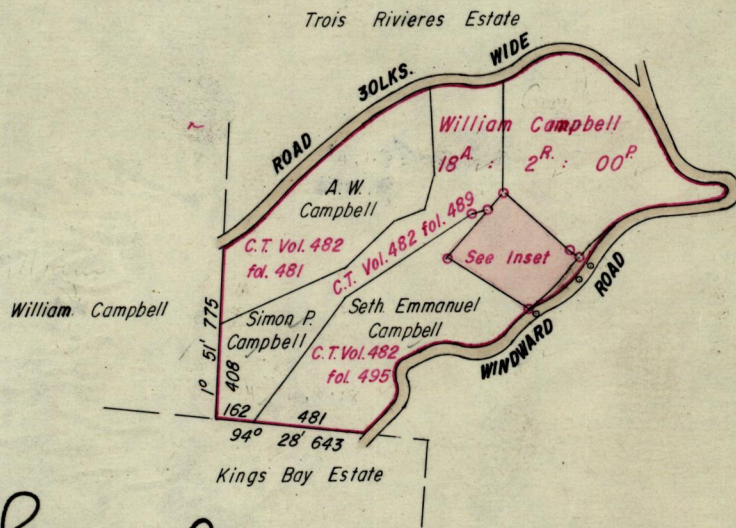 Trois Rivieres Estate
ROAD 30LKS. WIDE
William Campbell
18A. : 2R. : 00P.
A. W.
Campbell
C.T. Vol. 482
fol. 481
C.T. Vol. 482 fol. 489
See Inset
William Campbell
Simon P.
Campbell
Seth Emmanuel
Campbell
C.T. Vol. 482
fol. 495
WINDWARD ROAD
1° 51' 775
408
162 481
94° 28' 643
Kings Bay Estate